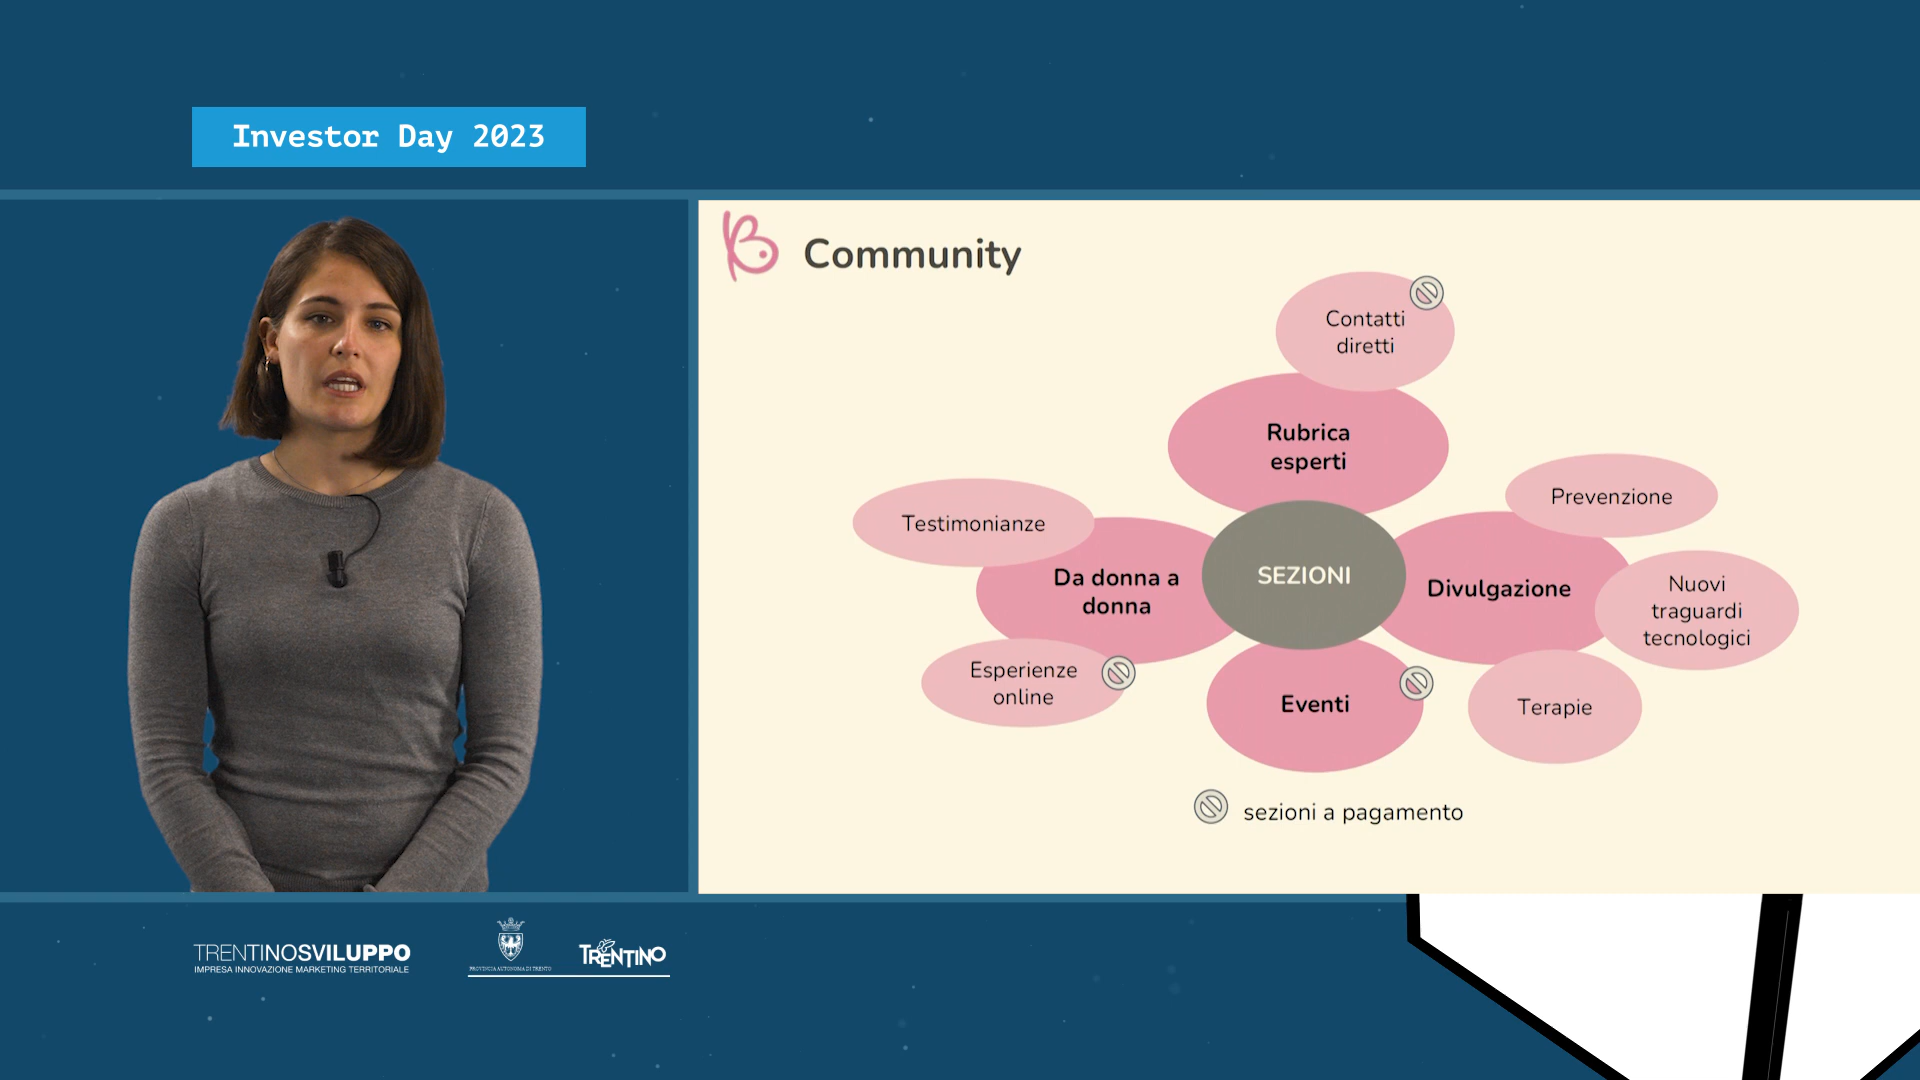 Investor Day 2023
Community
Contatti
diretti
Rubrica
esperti
Prevenzione
Testimonianze
SEZIONI
Da donna a
donna
Divulgazione
Nuovi
traguardi
tecnologici
Esperienze
online
Eventi
Terapie
sezioni a pagamento
TRENTINOSVILUPPO
IMPRESA INNOVAZIONE MARKETING TERRITORIALE
PROVINCIA AUTONOMA DI TRENTO
TRENTINO